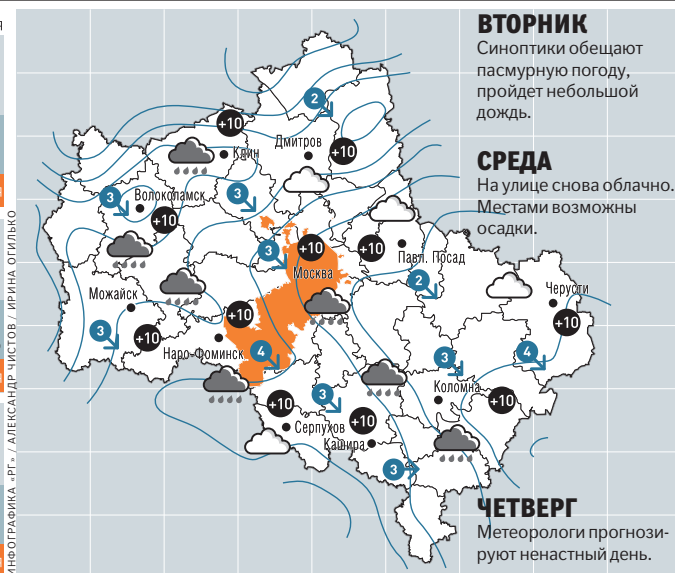 ВТОРНИК
Синоптики обещают
пасмурную погоду,
пройдет небольшой
дождь.
СРЕДА
На улице снова облачно.
Местами возможны
осадки.
ЧЕТВЕРГ
Метеорологи прогнози-
руют ненастный день.
2
+10
Дмитров
+10
Клин
3
Волоколамск
3
+10
3
+10
Москва
+10
Павл. Посад
2
Можайск
Черусти
+10
+10
3
+10
Наро-Фоминск
4
3
4
Коломна
+10
3
+10
+10
Серпухов
Кашира
3
ИНФОГРАФИКА «РГ» / АЛЕКСАНДР ЧИСТОВ / ИРИНА ОГИЛЬКО